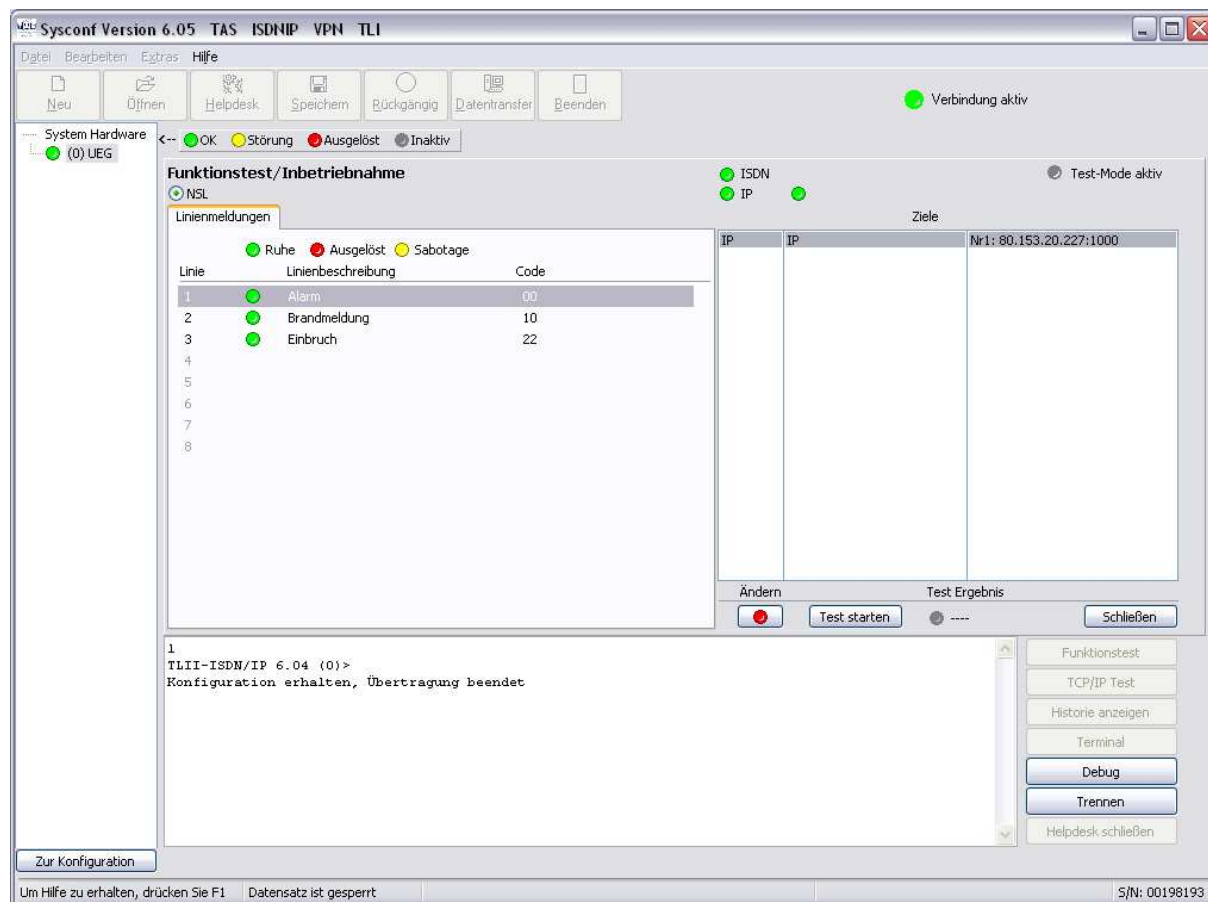 Sysconf Version 6.05 TAS ISDNIP VPN TLI
Datei Bearbeiten Extras Hilfe
Neu Öffnen Helpdesk Speichern Rückgängig Datentransfer Beenden
Verbindung aktiv
System Hardware
(0) UEG
<-- OK Störung Ausgelöst Inaktiv
Funktionstest/Inbetriebnahme
NSL
ISDN
IP
Test-Mode aktiv
Linienmeldungen
Ziele
Ruhe Ausgelöst Sabotage
Linie Linienbeschreibung Code
1 Alarm 00
2 Brandmeldung 10
3 Einbruch 22
4
5
6
7
8
IP IP Nr1: 80.153.20.227:1000
Ändern Test Ergebnis
Test starten ---- Schließen
1
TLII-ISDN/IP 6.04 (0)>
Konfiguration erhalten, Übertragung beendet
Funktionstest
TCP/IP Test
Historie anzeigen
Terminal
Debug
Trennen
Helpdesk schließen
Zur Konfiguration
Um Hilfe zu erhalten, drücken Sie F1 Datensatz ist gesperrt S/N: 00198193